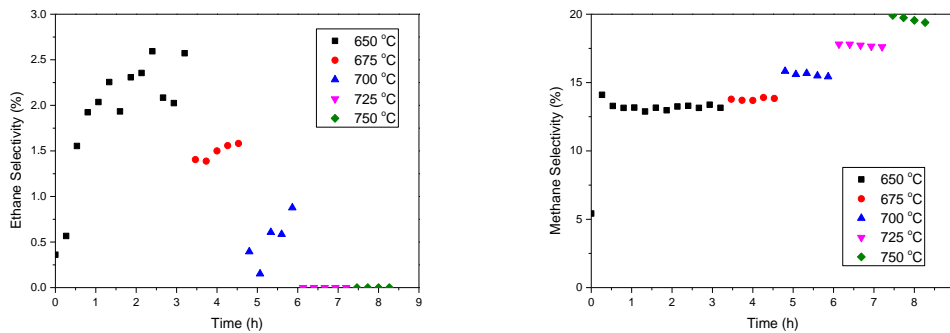 3.0
2.5
2.0
1.5
1.0
0.5
0.0
Ethane Selectivity (%)
650 °C
675 °C
700 °C
725 °C
750 °C
0 1 2 3 4 5 6 7 8 9
Time (h)
20
15
10
5
0
Methane Selectivity (%)
650 °C
675 °C
700 °C
725 °C
750 °C
0 1 2 3 4 5 6 7 8
Time (h)